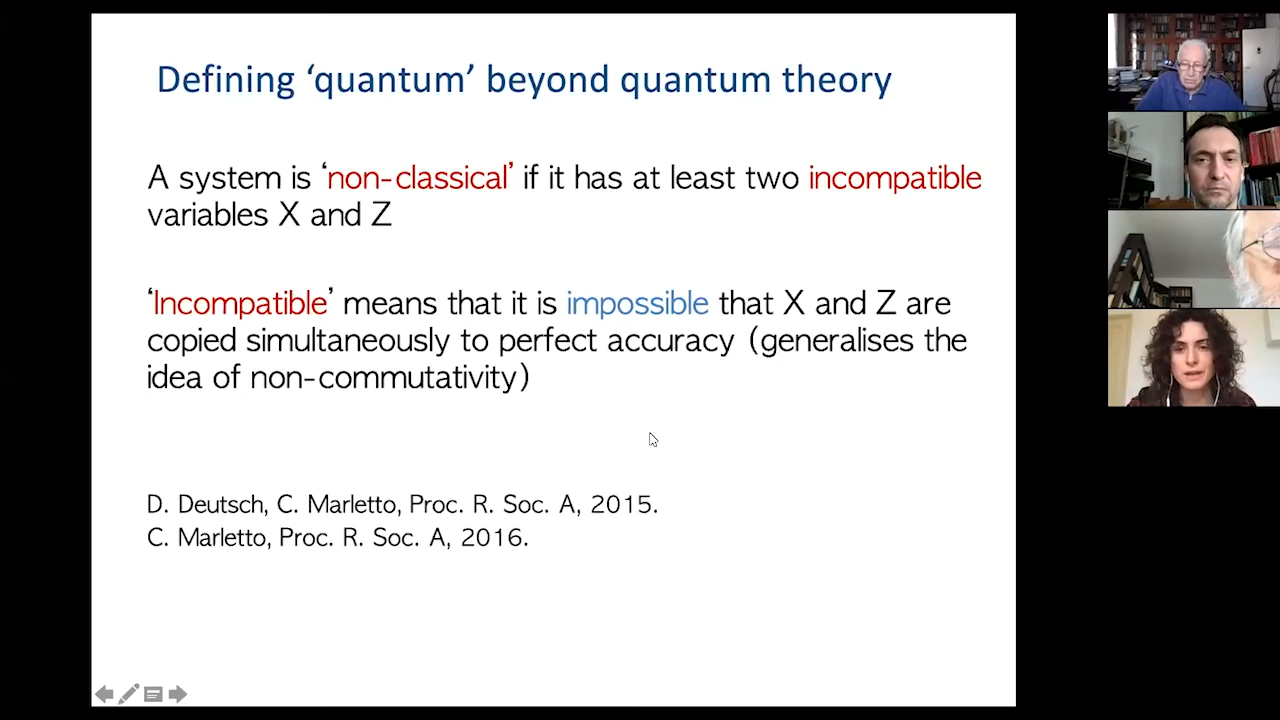 Defining ‘quantum’ beyond quantum theory
A system is ‘non-classical’ if it has at least two incompatible
variables X and Z
‘Incompatible’ means that it is impossible that X and Z are
copied simultaneously to perfect accuracy (generalises the
idea of non-commutativity)
D. Deutsch, C. Marletto, Proc. R. Soc. A, 2015.
C. Marletto, Proc. R. Soc. A, 2016.